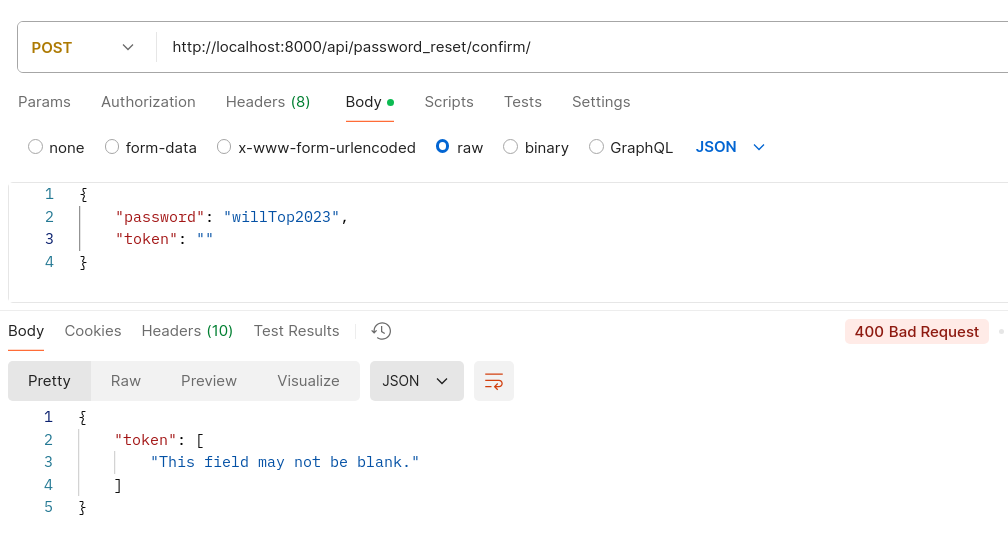 POST http://localhost:8000/api/password_reset/confirm/
Params Authorization Headers (8) Body Scripts Tests Settings
none form-data x-www-form-urlencoded raw binary GraphQL JSON
1 {
2 "password": "willTop2023",
3 "token": ""
4 }
Body Cookies Headers (10) Test Results 400 Bad Request
Pretty Raw Preview Visualize JSON
1 {
2 "token": [
3 "This field may not be blank."
4 ]
5 }